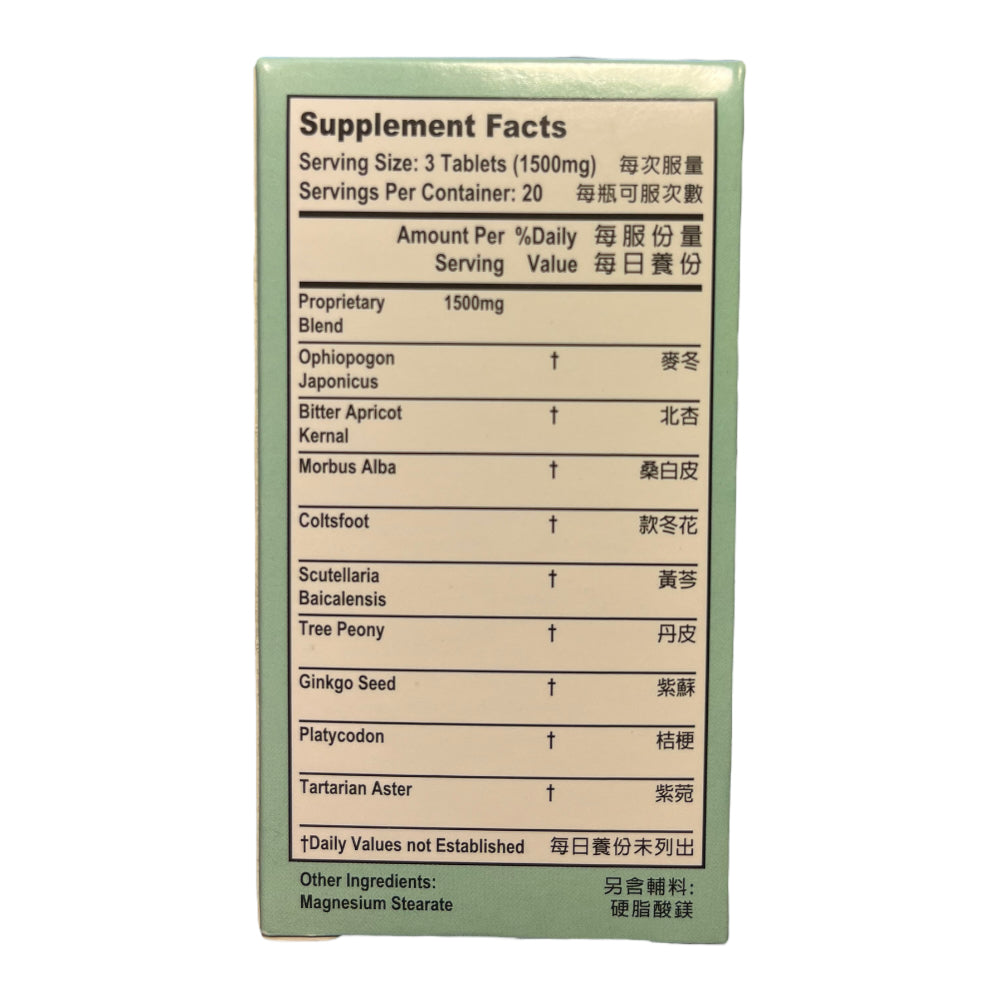 Supplement Facts
Serving Size: 3 Tablets (1500mg) 每次服量
Servings Per Container: 20 每瓶可服次數
Amount Per %Daily 每服份量
Serving Value 每日養份
Proprietary 1500mg
Blend
Ophiopogon † 麥冬
Japonicus
Bitter Apricot † 北杏
Kernal
Morbus Alba † 桑白皮
Coltsfoot † 款冬花
Scutellaria † 黃芩
Baicalensis
Tree Peony † 丹皮
Ginkgo Seed † 紫蘇
Platycodon † 桔梗
Tartarian Aster † 紫菀
†Daily Values not Established 每日養份未列出
Other Ingredients: 另含輔料:
Magnesium Stearate 硬脂酸鎂